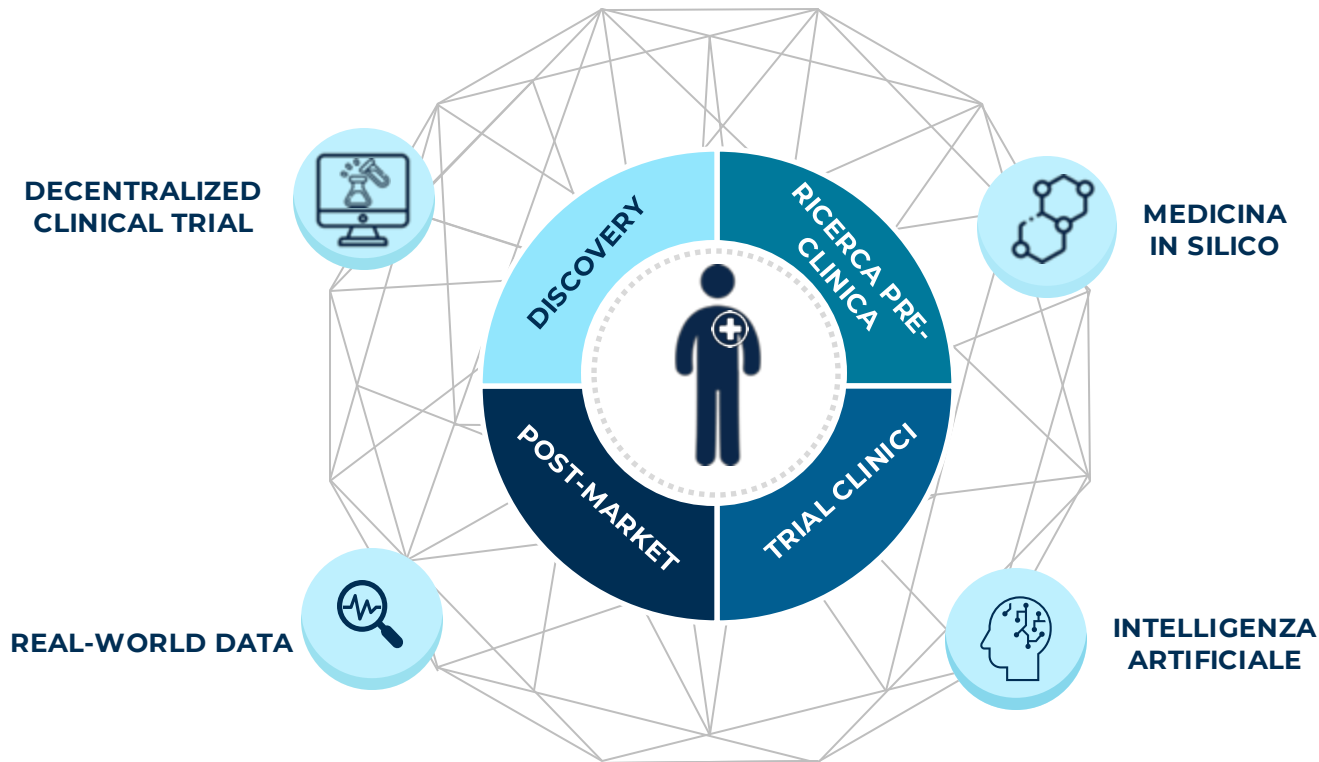 DECENTRALIZED
CLINICAL TRIAL
MEDICINA
IN SILICO
DISCOVERY
RICERCA PRE-
CLINICA
POST-MARKET
TRIAL CLINICI
REAL-WORLD DATA
INTELLIGENZA
ARTIFICIALE